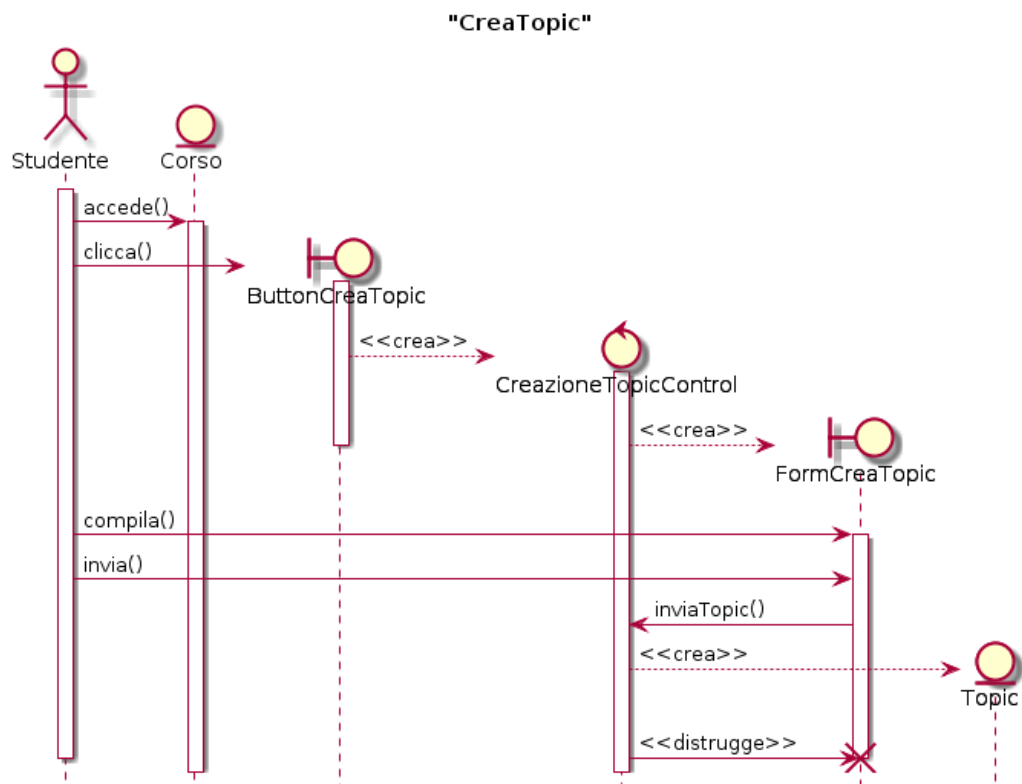 "CreaTopic"
Studente
Corso
accede()
clicca()
ButtonCreaTopic
<<crea>>
CreazioneTopicControl
<<crea>>
FormCreaTopic
compila()
invia()
inviaTopic()
<<crea>>
Topic
<<distrugge>>